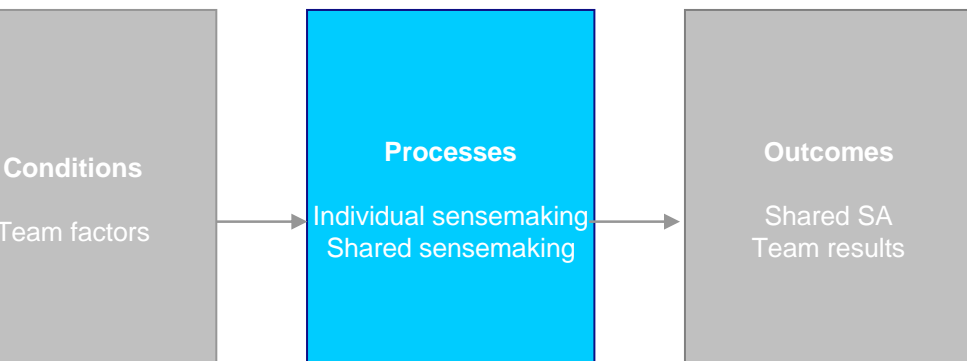 Conditions
Team factors
Processes
Individual sensemaking
Shared sensemaking
Outcomes
Shared SA
Team results